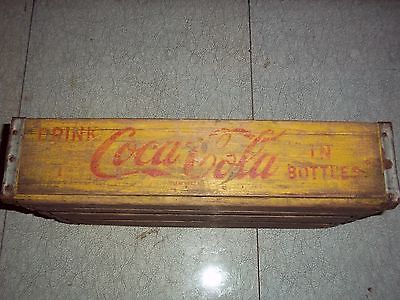 DRINK
Coca-Cola
IN
BOTTLES